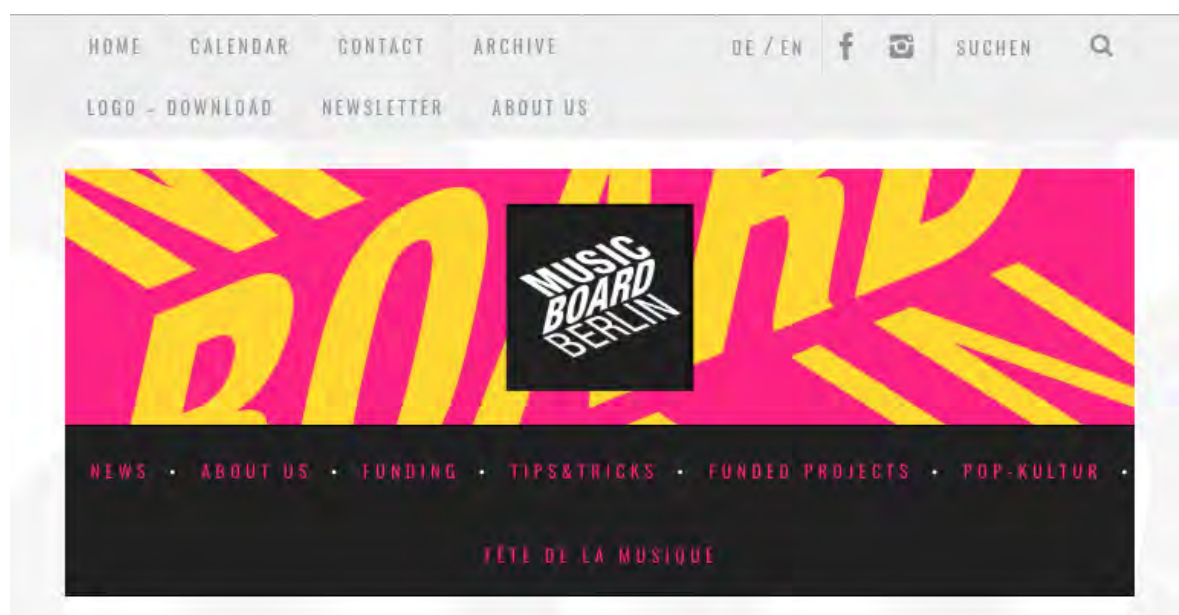 HOME CALENDAR CONTACT ARCHIVE DE / EN f SUCHEN
LOGO – DOWNLOAD NEWSLETTER ABOUT US
BOARD
MUSIC
BOARD
BERLIN
NEWS • ABOUT US • FUNDING • TIPS&TRICKS • FUNDED PROJECTS • POP-KULTUR •
FÊTE DE LA MUSIQUE